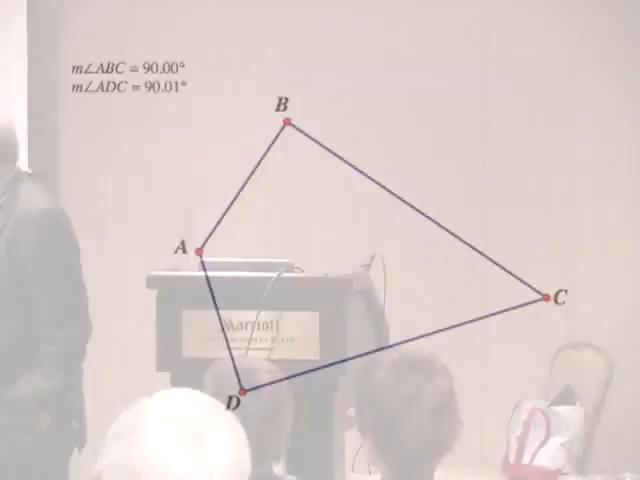 m∠ABC = 90.00°
m∠ADC = 90.01°
B
A
C
Marriott
D